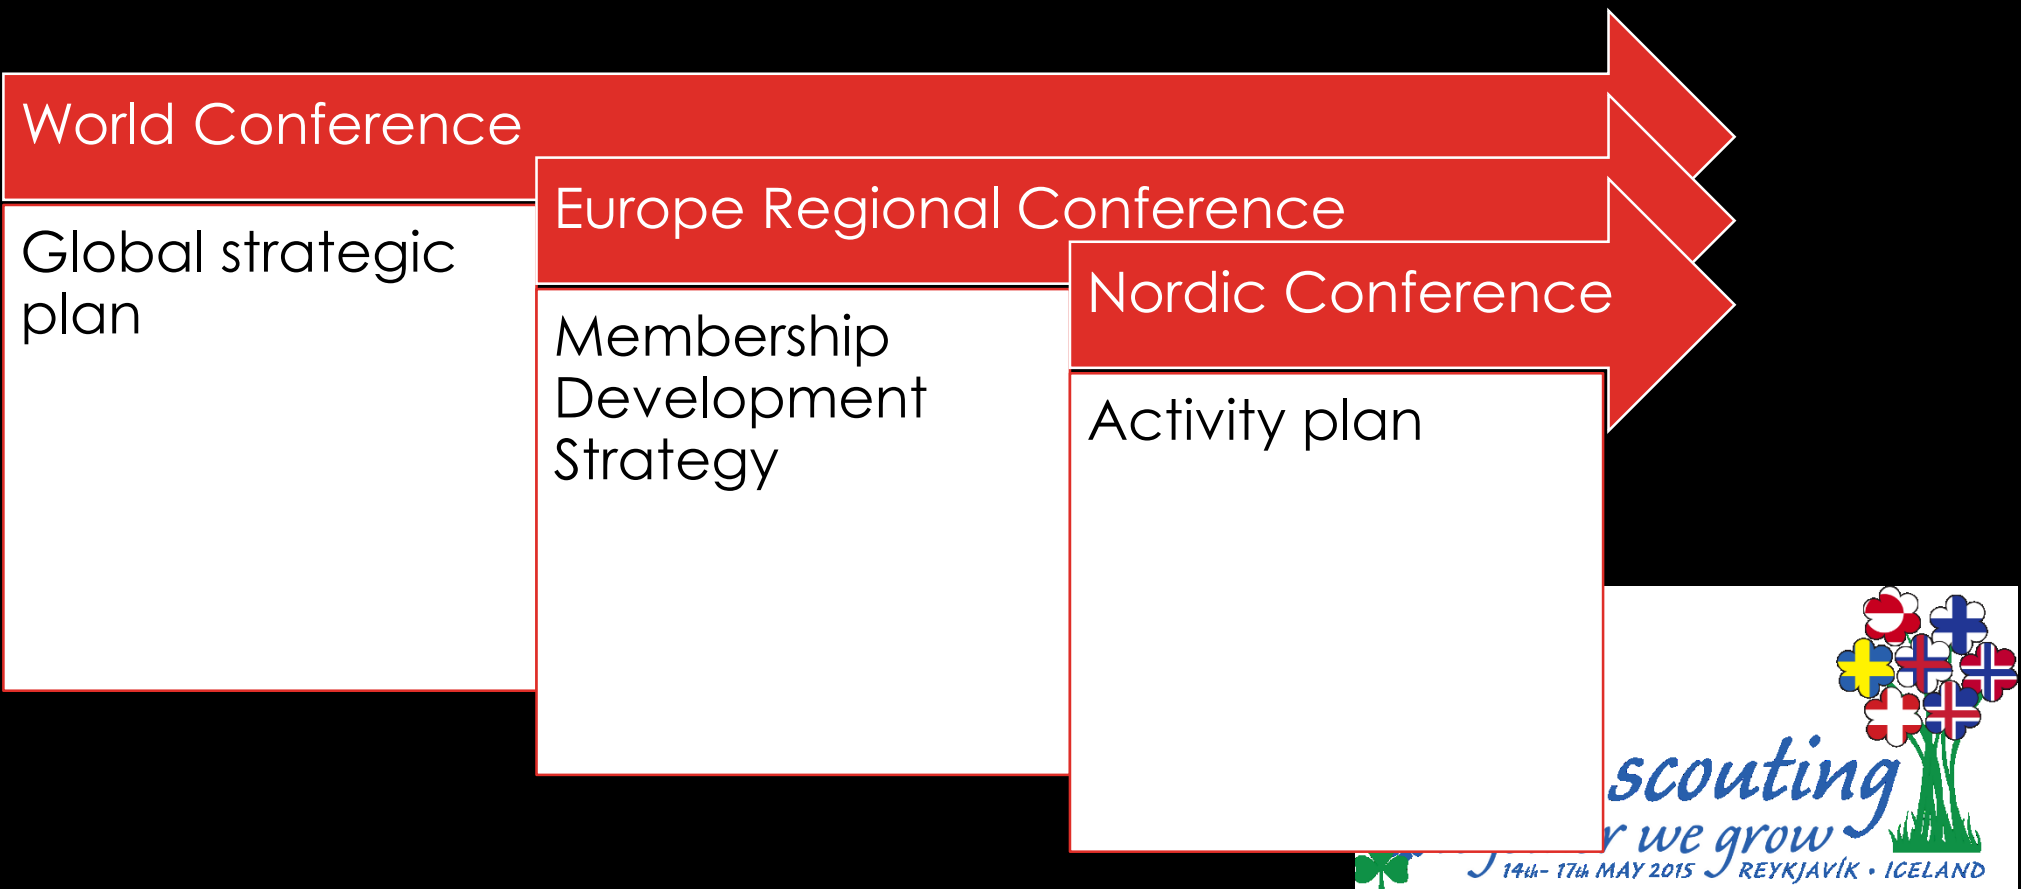 World Conference
Global strategic
plan
Europe Regional Conference
Membership
Development
Strategy
Nordic Conference
Activity plan
scouting
we grow
14th- 17th MAY 2015 REYKJAVÍK • ICELAND